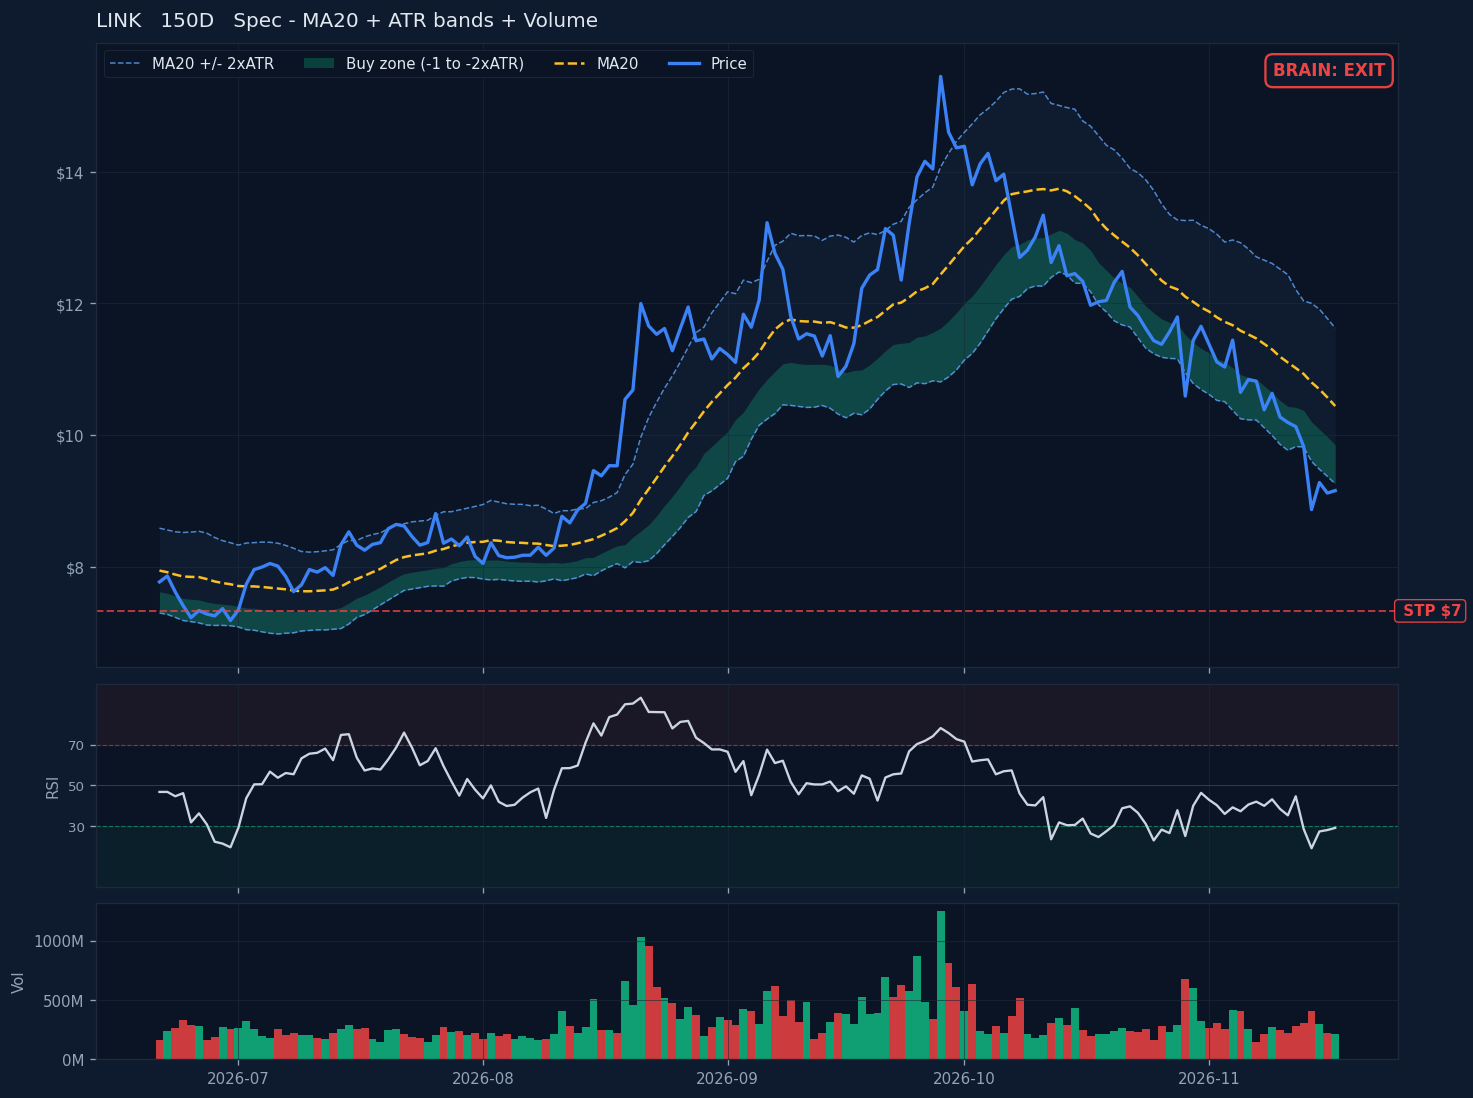 LINK   150D   Spec - MA20 + ATR bands + Volume
MA20 +/- 2xATR
Buy zone (-1 to -2xATR)
MA20
Price
BRAIN: EXIT
$14
$12
$10
$8
STP $7
70
50
30
RSI
1000M
500M
0M
Vol
2026-07
2026-08
2026-09
2026-10
2026-11